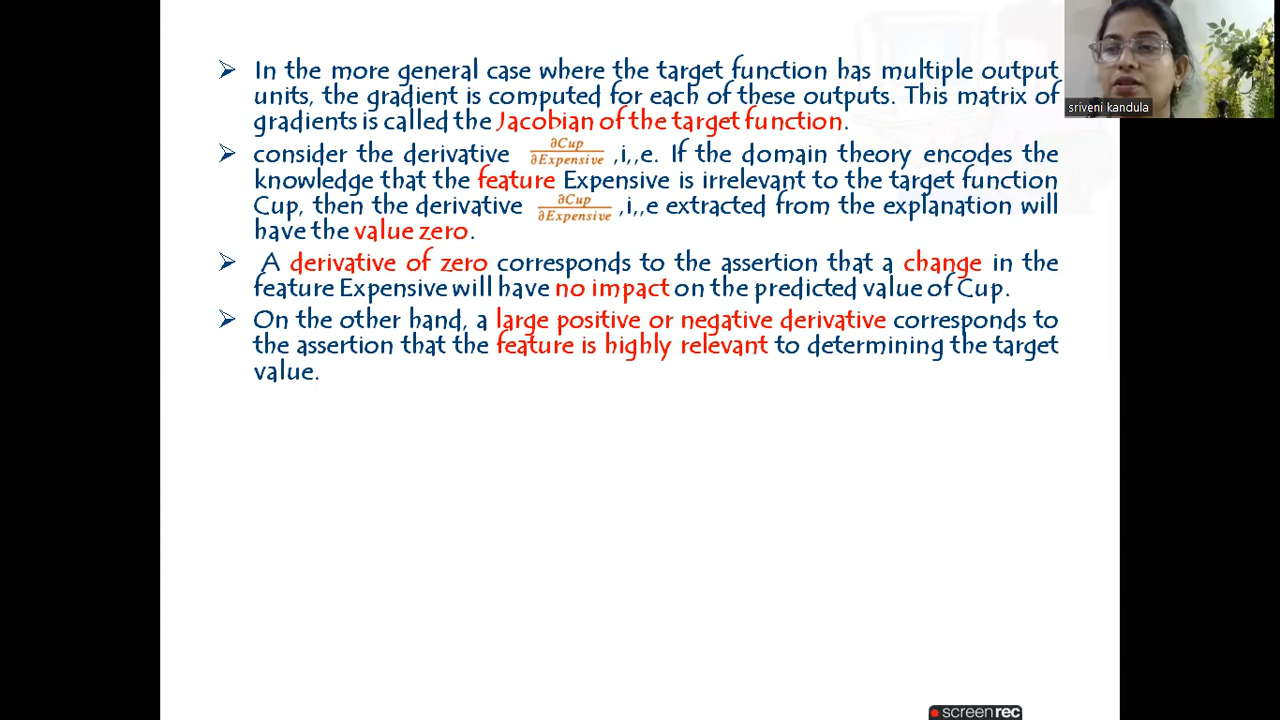 ➢ In the more general case where the target function has multiple output
units, the gradient is computed for each of these outputs. This matrix of
gradients is called the Jacobian of the target function.
➢ consider the derivative ∂Cup/∂Expensive ,i,,e. If the domain theory encodes the
knowledge that the feature Expensive is irrelevant to the target function
Cup, then the derivative ∂Cup/∂Expensive ,i,,e extracted from the explanation will
have the value zero.
➢ A derivative of zero corresponds to the assertion that a change in the
feature Expensive will have no impact on the predicted value of Cup.
➢ On the other hand, a large positive or negative derivative corresponds to
the assertion that the feature is highly relevant to determining the target
value.
sriveni kandula
screenrec